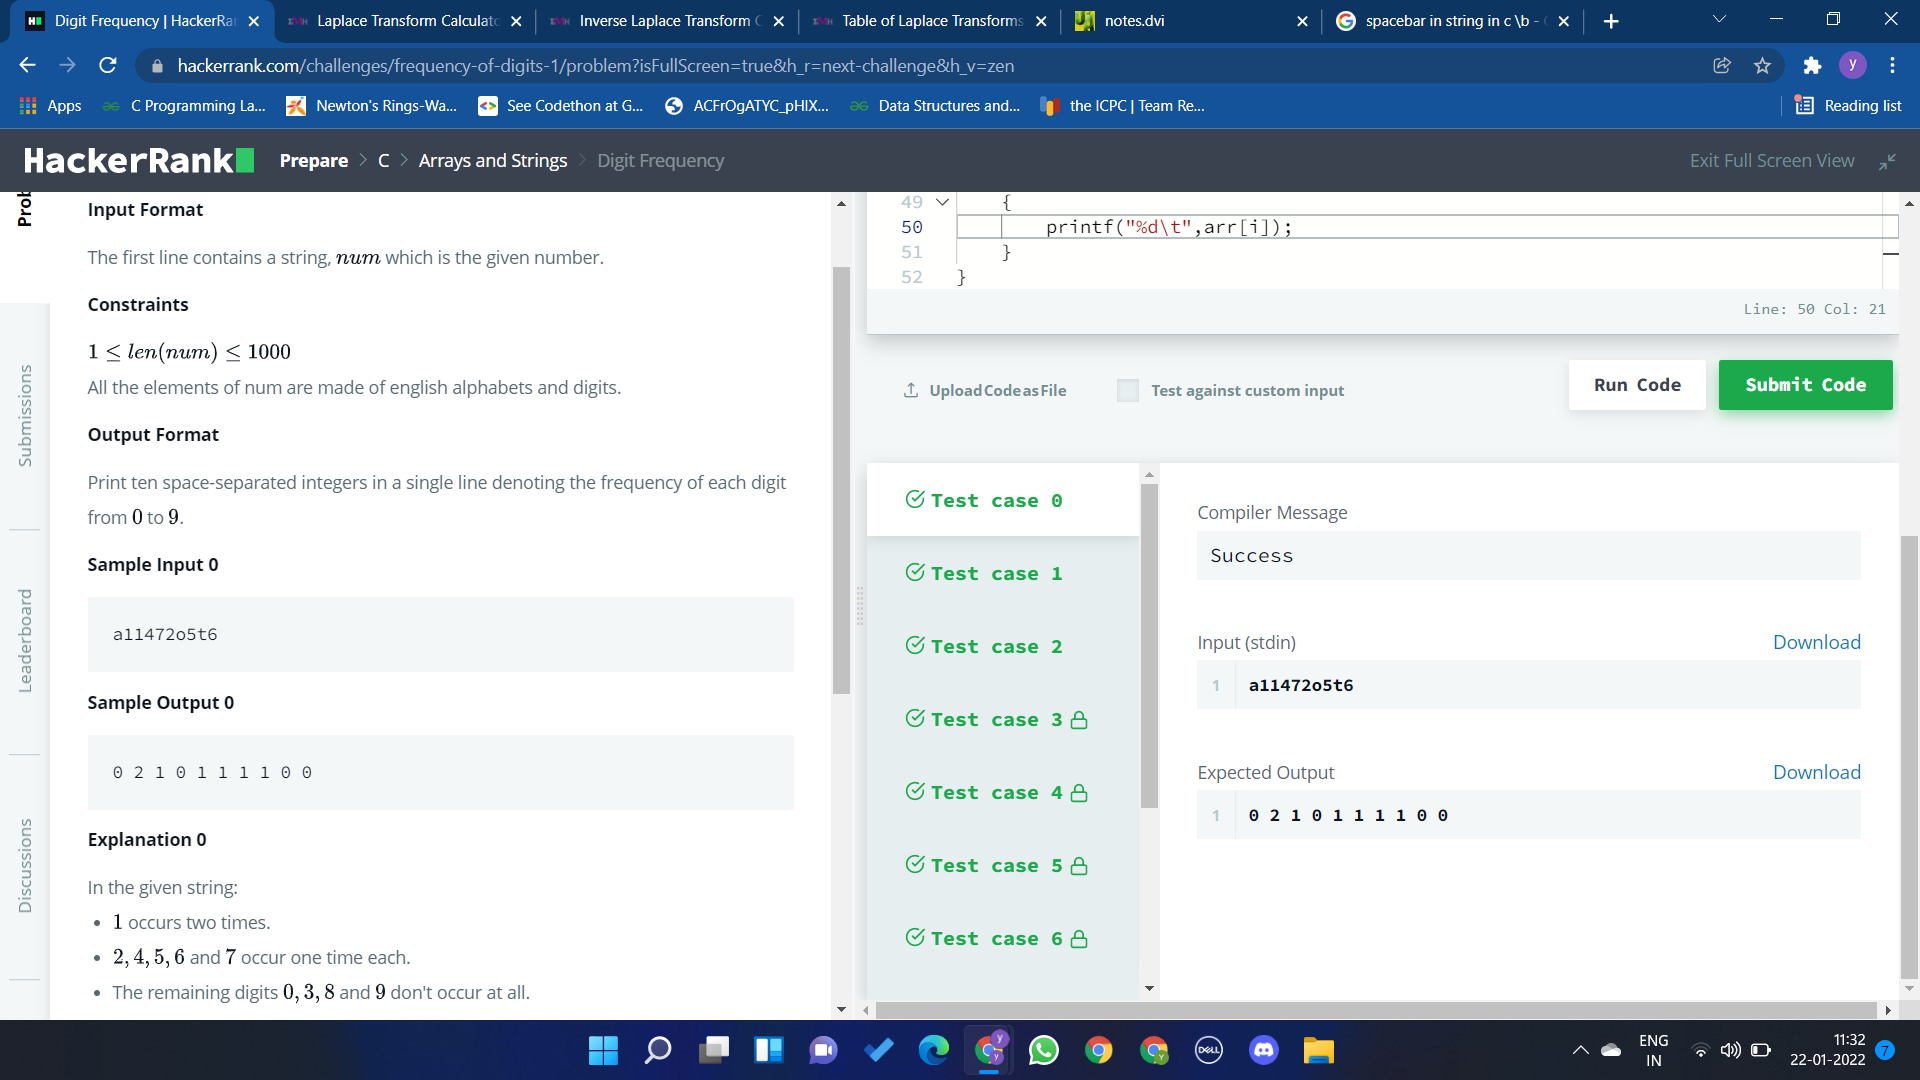 Digit Frequency | HackerRan
Laplace Transform Calculato
Inverse Laplace Transform C
Table of Laplace Transforms
notes.dvi
spacebar in string in c \b - G
hackerrank.com/challenges/frequency-of-digits-1/problem?isFullScreen=true&h_r=next-challenge&h_v=zen
y
Apps
C Programming La...
Newton's Rings-Wa...
See Codethon at G...
ACFrOgATYC_pHIX...
Data Structures and...
the ICPC | Team Re...
Reading list
HackerRank
Prepare > C > Arrays and Strings > Digit Frequency
Exit Full Screen View
Prob
Submissions
Leaderboard
Discussions
Input Format
The first line contains a string, num which is the given number.
Constraints
1 ≤ len(num) ≤ 1000
All the elements of num are made of english alphabets and digits.
Output Format
Print ten space-separated integers in a single line denoting the frequency of each digit
from 0 to 9.
Sample Input 0
a11472o5t6
Sample Output 0
0 2 1 0 1 1 1 1 0 0
Explanation 0
In the given string:
• 1 occurs two times.
• 2, 4, 5, 6 and 7 occur one time each.
• The remaining digits 0, 3, 8 and 9 don't occur at all.
49 {
50 printf("%d\t",arr[i]);
51 }
52 }
Line: 50 Col: 21
Upload Code as File
Test against custom input
Run Code
Submit Code
Test case 0
Test case 1
Test case 2
Test case 3
Test case 4
Test case 5
Test case 6
Compiler Message
Success
Input (stdin)
Download
1 a11472o5t6
Expected Output
Download
1 0 2 1 0 1 1 1 1 0 0
DELL
ENG
IN
11:32
22-01-2022
7